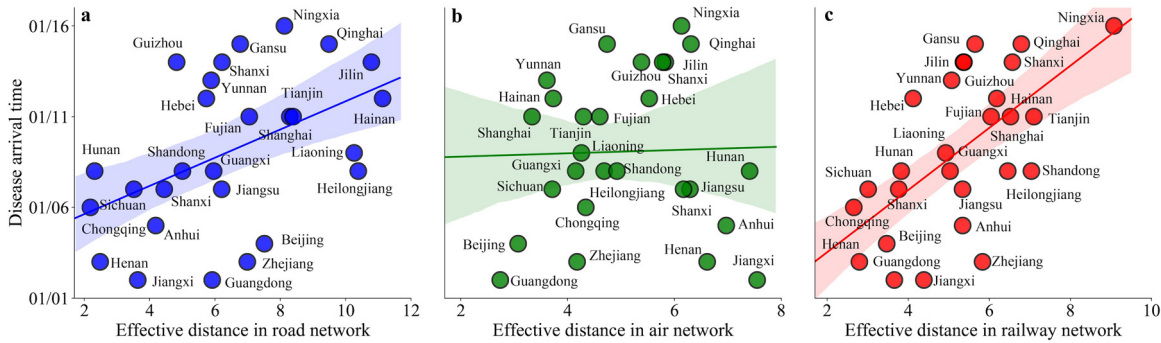 a
01/16
01/11
01/06
01/01
Disease arrival time
Ningxia
Qinghai
Guizhou
Gansu
Shanxi
Jilin
Yunnan
Hebei
Tianjin
Hainan
Fujian
Shanghai
Hunan
Shandong
Guangxi
Liaoning
Heilongjiang
Sichuan
Shanxi
Jiangsu
Chongqing
Anhui
Beijing
Henan
Zhejiang
Jiangxi
Guangdong
2 4 6 8 10 12
Effective distance in road network
b
Ningxia
Gansu
Qinghai
Jilin
Yunnan
Guizhou
Shanxi
Hainan
Hebei
Shanghai
Tianjin
Fujian
Liaoning
Guangxi
Shandong
Hunan
Sichuan
Heilongjiang
Jiangsu
Chongqing
Shanxi
Anhui
Beijing
Zhejiang
Henan
Jiangxi
Guangdong
2 4 6 8
Effective distance in air network
c
Ningxia
Gansu
Qinghai
Jilin
Shanxi
Yunnan
Guizhou
Hebei
Hainan
Fujian
Tianjin
Shanghai
Liaoning
Guangxi
Hunan
Sichuan
Shandong
Shanxi
Jiangsu
Heilongjiang
Chongqing
Anhui
Henan
Beijing
Guangdong
Zhejiang
Jiangxi
2 4 6 8 10
Effective distance in railway network